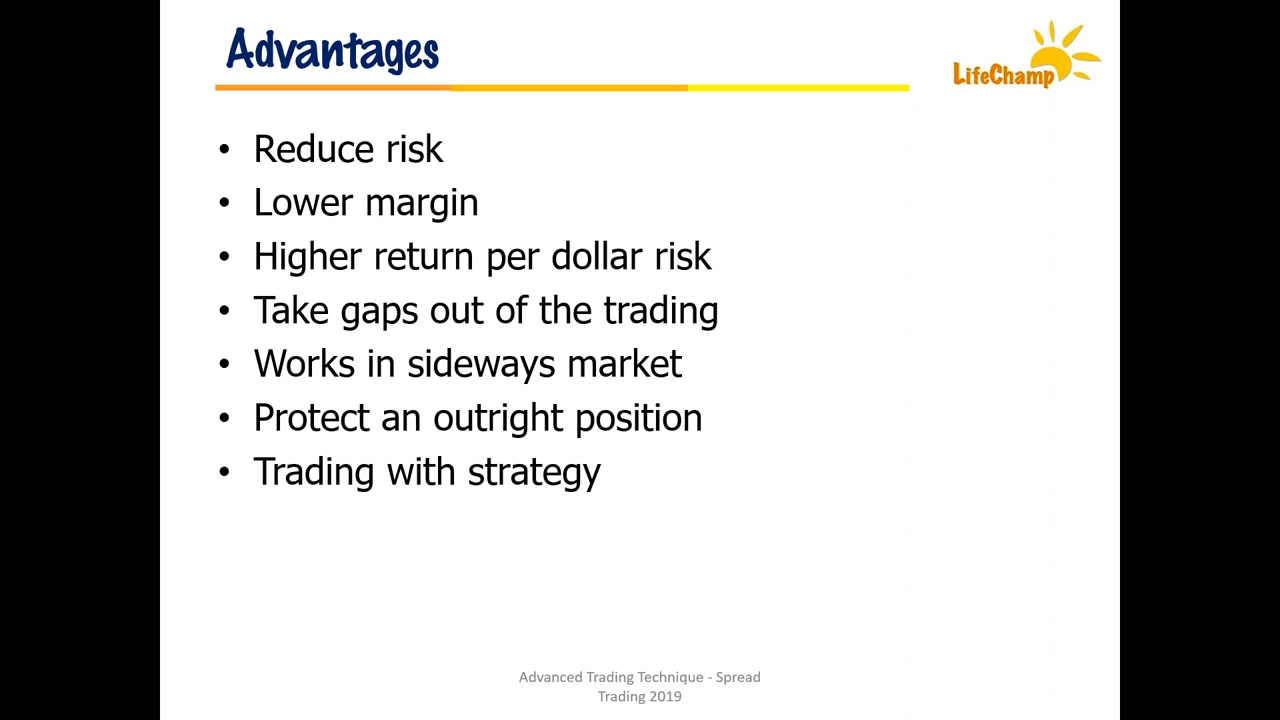 Advantages
LifeChamp
• Reduce risk
• Lower margin
• Higher return per dollar risk
• Take gaps out of the trading
• Works in sideways market
• Protect an outright position
• Trading with strategy
Advanced Trading Technique - Spread
Trading 2019